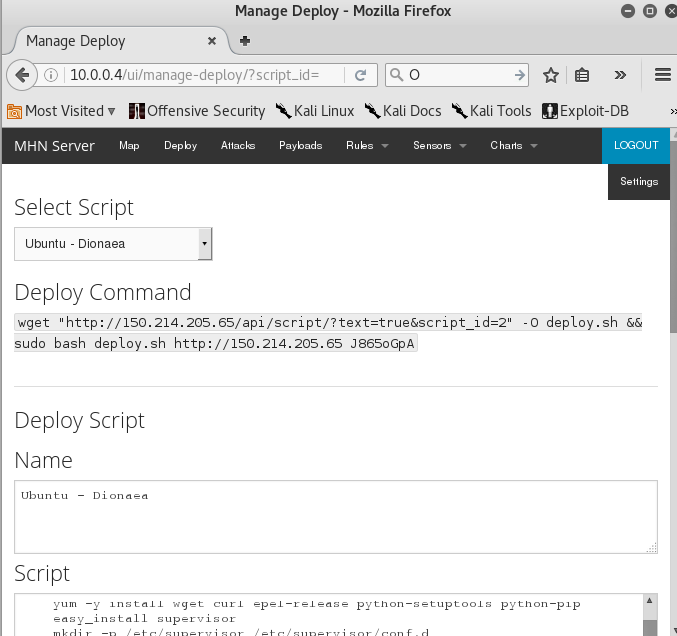 Manage Deploy - Mozilla Firefox
Manage Deploy
10.0.0.4/ui/manage-deploy/?script_id=
O
Most Visited
Offensive Security
Kali Linux
Kali Docs
Kali Tools
Exploit-DB
MHN Server
Map
Deploy
Attacks
Payloads
Rules
Sensors
Charts
LOGOUT
Settings
Select Script
Ubuntu - Dionaea
Deploy Command
wget "http://150.214.205.65/api/script/?text=true&script_id=2" -O deploy.sh &&
sudo bash deploy.sh http://150.214.205.65 J865oGpA
Deploy Script
Name
Ubuntu - Dionaea
Script
yum -y install wget curl epel-release python-setuptools python-pip
easy_install supervisor
mkdir -p /etc/supervisor /etc/supervisor/conf.d